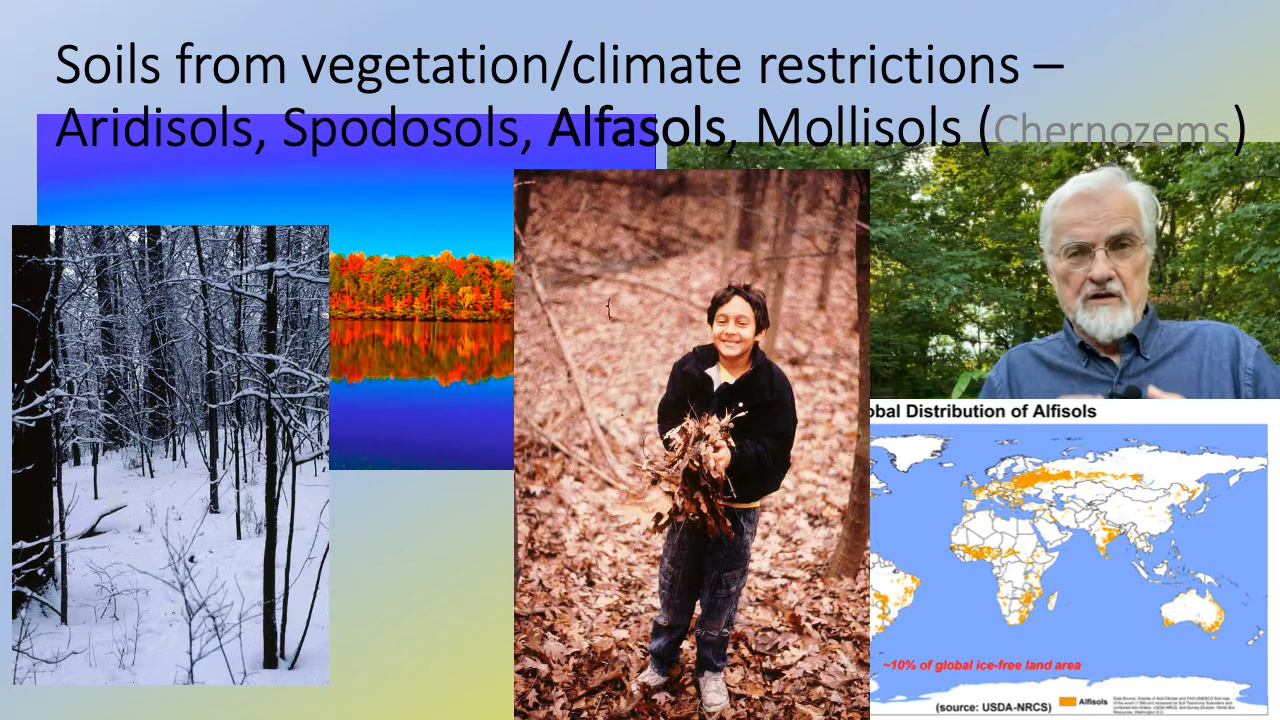 Soils from vegetation/climate restrictions –
Aridisols, Spodosols, Alfasols, Mollisols (Chernozems)
obal Distribution of Alfisols
~10% of global ice-free land area
(source: USDA-NRCS)
Alfisols